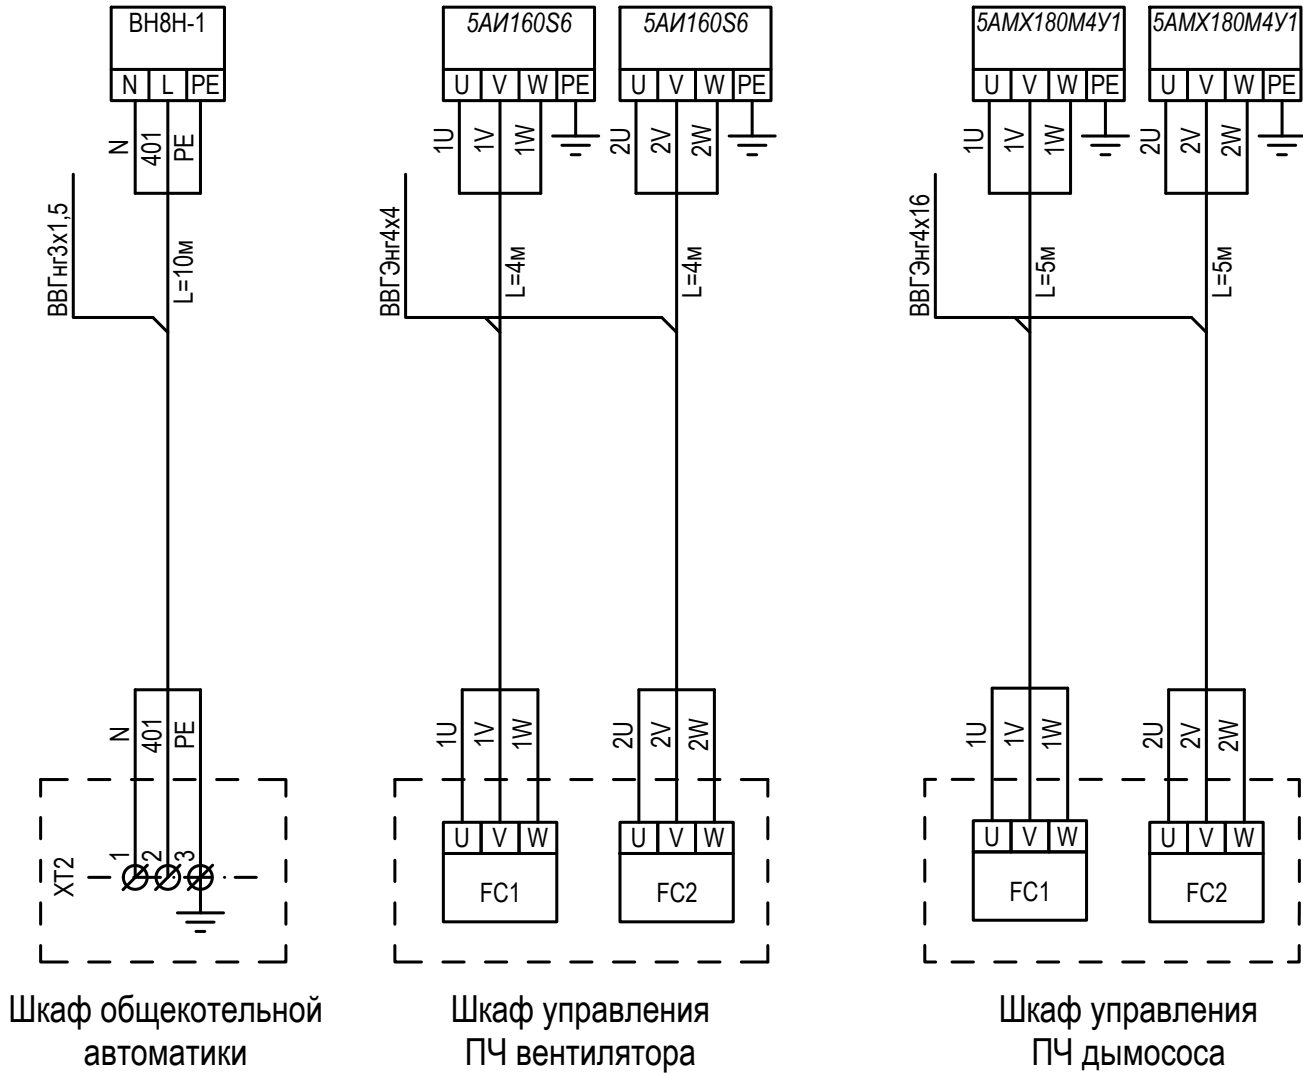 ВН8Н-1
N L PE
N 401 PE
ВВГнг3х1,5
L=10м
N 401 PE
ХТ2
1 2 3
Шкаф общекотельной
автоматики
5АИ160S6
U V W PE
1U 1V 1W
5АИ160S6
U V W PE
2U 2V 2W
ВВГЭнг4х4
L=4м
L=4м
1U 1V 1W
2U 2V 2W
U V W
FC1
U V W
FC2
Шкаф управления
ПЧ вентилятора
5АМХ180М4У1
U V W PE
1U 1V 1W
5АМХ180М4У1
U V W PE
2U 2V 2W
ВВГЭнг4х16
L=5м
L=5м
1U 1V 1W
2U 2V 2W
U V W
FC1
U V W
FC2
Шкаф управления
ПЧ дымососа